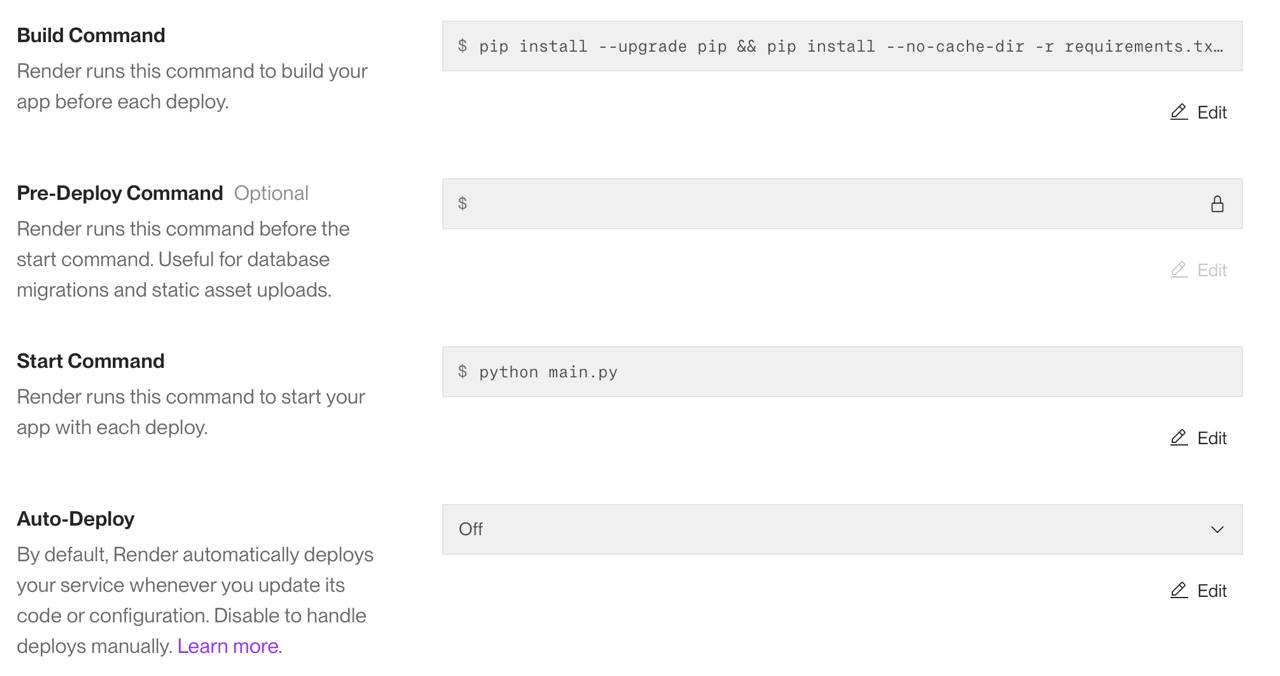 Build Command
Render runs this command to build your
app before each deploy.
$ pip install --upgrade pip && pip install --no-cache-dir -r requirements.tx…
Edit
Pre-Deploy Command Optional
Render runs this command before the
start command. Useful for database
migrations and static asset uploads.
$
Edit
Start Command
Render runs this command to start your
app with each deploy.
$ python main.py
Edit
Auto-Deploy
By default, Render automatically deploys
your service whenever you update its
code or configuration. Disable to handle
deploys manually. Learn more.
Off
Edit